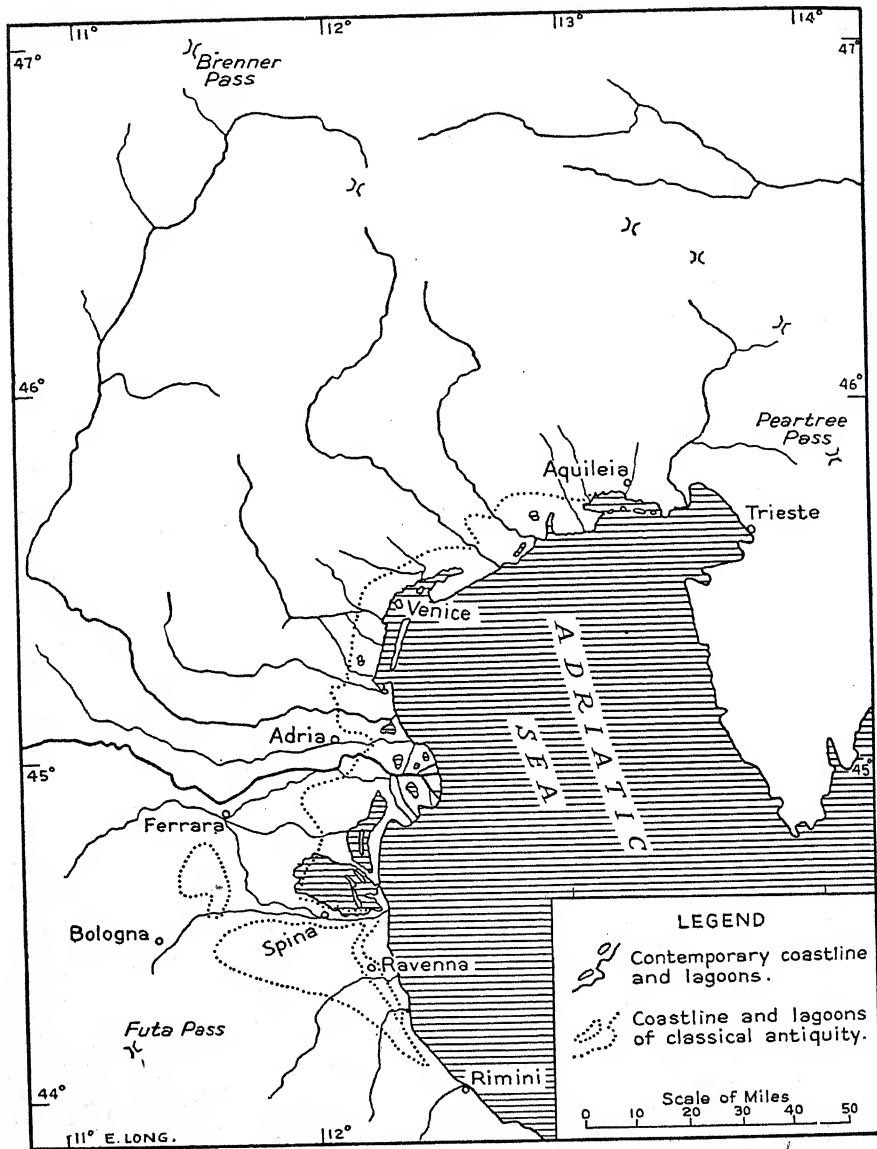 11°
12°
13°
14°
47°
Brenner
Pass
47°
46°
46°
Peartree
Pass
Aquileia
Trieste
Venice
ADRIATIC
SEA
Adria
45°
45°
Ferrara
Bologna
Spina
Ravenna
Futa Pass
44°
Rimini
LEGEND
Contemporary coastline
and lagoons.
Coastline and lagoons
of classical antiquity.
Scale of Miles
0 10 20 30 40 50
11° E. LONG.
12°